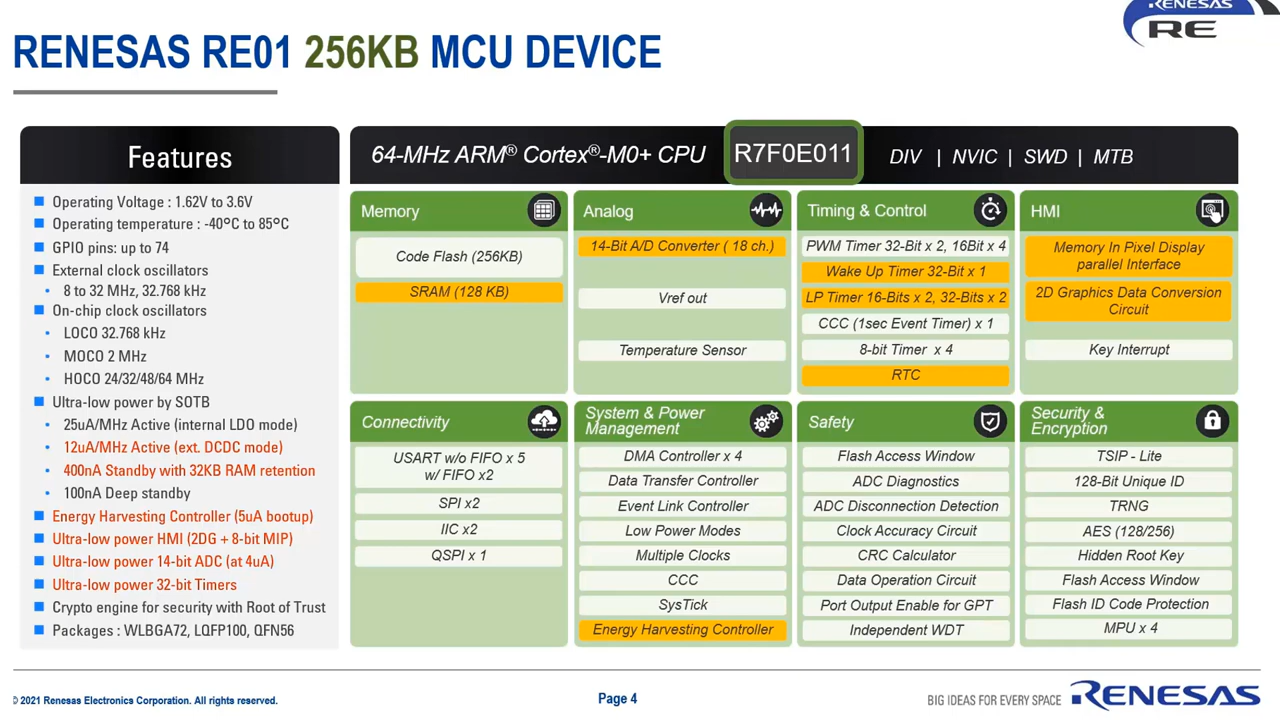 RENESAS
RE
RENESAS RE01 256KB MCU DEVICE
Features
Operating Voltage : 1.62V to 3.6V
Operating temperature : -40°C to 85°C
GPIO pins: up to 74
External clock oscillators
8 to 32 MHz, 32.768 kHz
On-chip clock oscillators
LOCO 32.768 kHz
MOCO 2 MHz
HOCO 24/32/48/64 MHz
Ultra-low power by SOTB
25uA/MHz Active (internal LDO mode)
12uA/MHz Active (ext. DCDC mode)
400nA Standby with 32KB RAM retention
100nA Deep standby
Energy Harvesting Controller (5uA bootup)
Ultra-low power HMI (2DG + 8-bit MIP)
Ultra-low power 14-bit ADC (at 4uA)
Ultra-low power 32-bit Timers
Crypto engine for security with Root of Trust
Packages : WLBGA72, LQFP100, QFN56
64-MHz ARM® Cortex®-M0+ CPU R7F0E011 DIV | NVIC | SWD | MTB
Memory
Code Flash (256KB)
SRAM (128 KB)
Analog
14-Bit A/D Converter ( 18 ch.)
Vref out
Temperature Sensor
Timing & Control
PWM Timer 32-Bit x 2, 16Bit x 4
Wake Up Timer 32-Bit x 1
LP Timer 16-Bits x 2, 32-Bits x 2
CCC (1sec Event Timer) x 1
8-bit Timer x 4
RTC
HMI
Memory In Pixel Display
parallel Interface
2D Graphics Data Conversion
Circuit
Key Interrupt
Connectivity
USART w/o FIFO x 5
w/ FIFO x2
SPI x2
IIC x2
QSPI x 1
System & Power
Management
DMA Controller x 4
Data Transfer Controller
Event Link Controller
Low Power Modes
Multiple Clocks
CCC
SysTick
Energy Harvesting Controller
Safety
Flash Access Window
ADC Diagnostics
ADC Disconnection Detection
Clock Accuracy Circuit
CRC Calculator
Data Operation Circuit
Port Output Enable for GPT
Independent WDT
Security &
Encryption
TSIP - Lite
128-Bit Unique ID
TRNG
AES (128/256)
Hidden Root Key
Flash Access Window
Flash ID Code Protection
MPU x 4
© 2021 Renesas Electronics Corporation. All rights reserved.
Page 4
BIG IDEAS FOR EVERY SPACE RENESAS